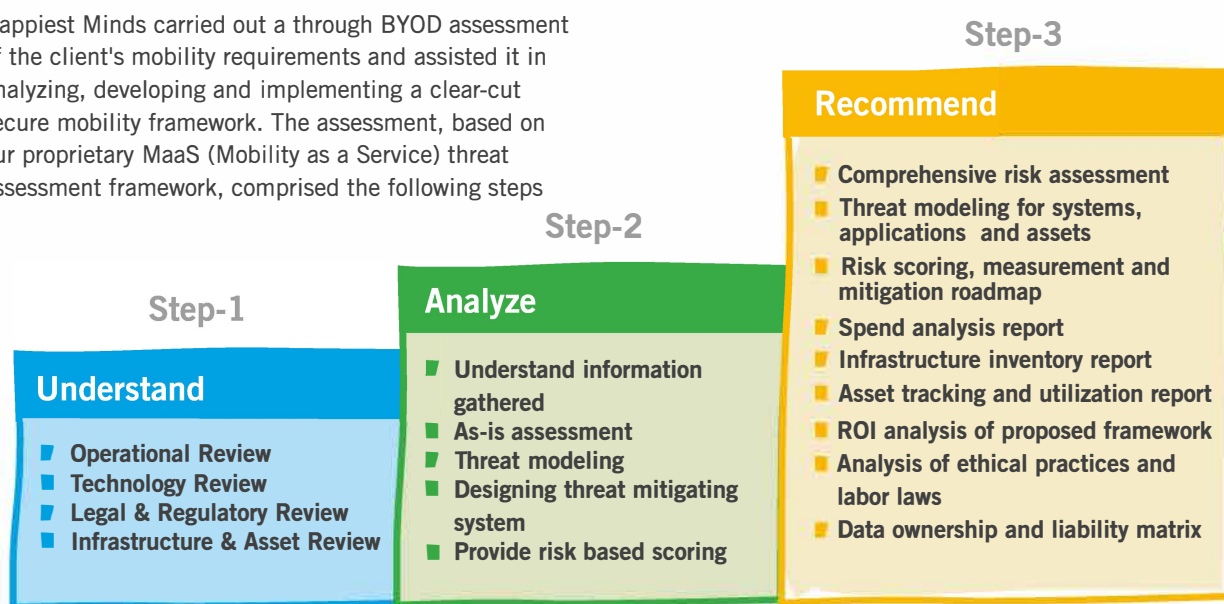 appiest Minds carried out a through BYOD assessment
the client's mobility requirements and assisted it in
nalyzing, developing and implementing a clear-cut
ecure mobility framework. The assessment, based on
ur proprietary MaaS (Mobility as a Service) threat
ssessment framework, comprised the following steps
Step-1
Understand
Operational Review
Technology Review
Legal & Regulatory Review
Infrastructure & Asset Review
Step-2
Analyze
Understand information
gathered
As-is assessment
Threat modeling
Designing threat mitigating
system
Provide risk based scoring
Step-3
Recommend
Comprehensive risk assessment
Threat modeling for systems,
applications and assets
Risk scoring, measurement and
mitigation roadmap
Spend analysis report
Infrastructure inventory report
Asset tracking and utilization report
ROI analysis of proposed framework
Analysis of ethical practices and
labor laws
Data ownership and liability matrix